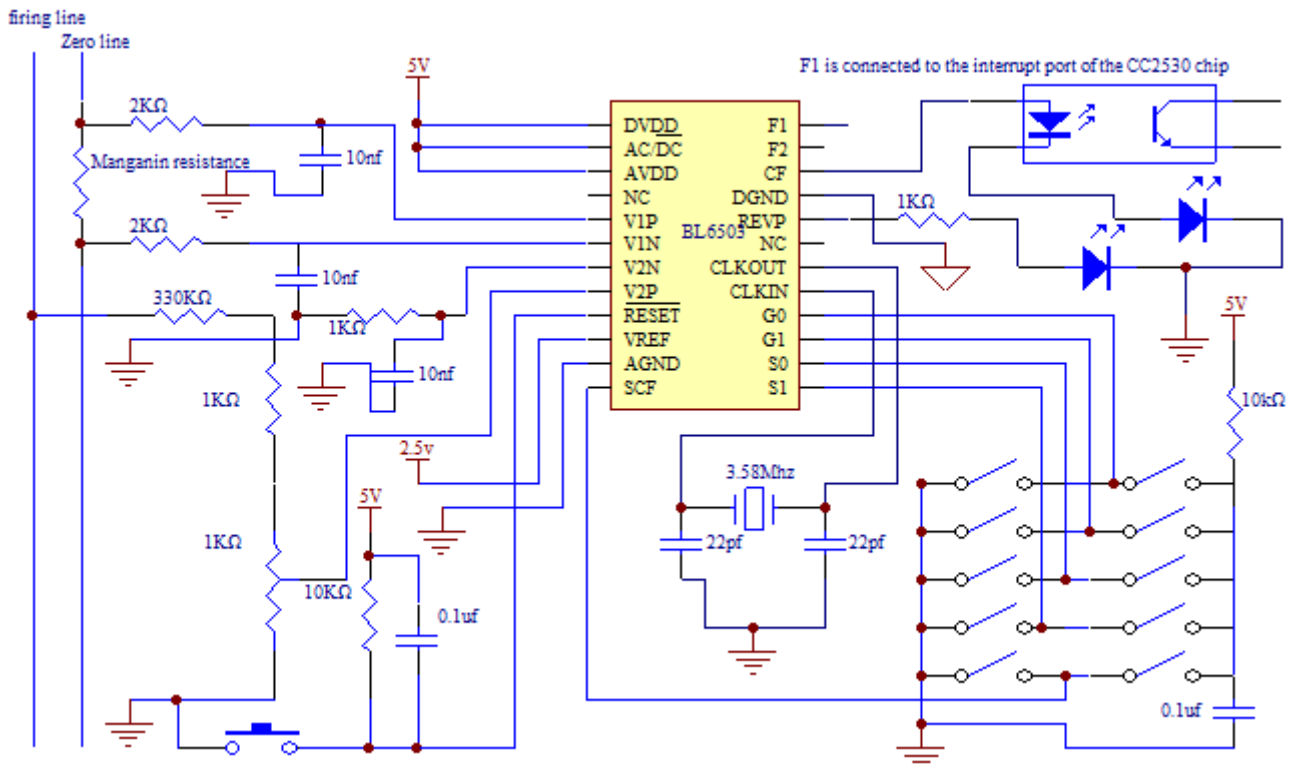 firing line
Zero line
F1 is connected to the interrupt port of the CC2530 chip
5V
2KΩ
Manganin resistance
10nf
2KΩ
10nf
330KΩ
1KΩ
10nf
1KΩ
2.5v
5V
1KΩ
10KΩ
0.1uf
DVDD
AC/DC
AVDD
NC
V1P
V1N
V2N
V2P
RESET
VREF
AGND
SCF
BL6503
F1
F2
CF
DGND
REVP
NC
CLKOUT
CLKIN
G0
G1
S0
S1
1KΩ
3.58Mhz
22pf
22pf
5V
10kΩ
0.1uf